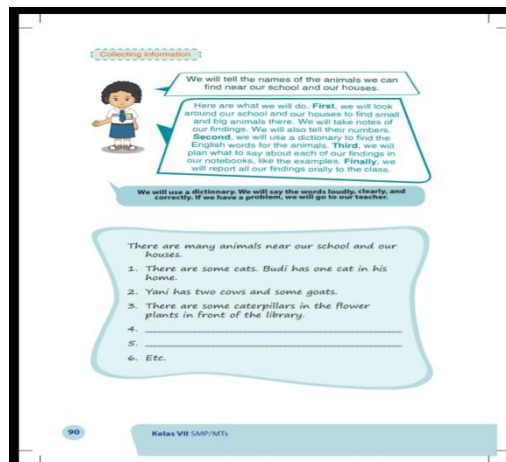 Collecting information
We will tell the names of the animals we can
find near our school and our houses.
Here are what we will do. First, we will look
around our school and our houses to find small
and big animals there. We will take notes of
our findings. We will also tell their numbers.
Second, we will use a dictionary to find the
English words for the animals. Third, we will
plan what to say about each of our findings in
our notebooks, like the examples. Finally, we
will report all our findings orally to the class.
We will use a dictionary. We will say the words loudly, clearly, and
correctly. If we have a problem, we will go to our teacher.
There are many animals near our school and our
houses.
1. There are some cats. Budi has one cat in his
home.
2. Yani has two cows and some goats.
3. There are some caterpillars in the flower
plants in front of the library.
4.
5.
6. Etc.
90
Kelas VII SMP/MTs